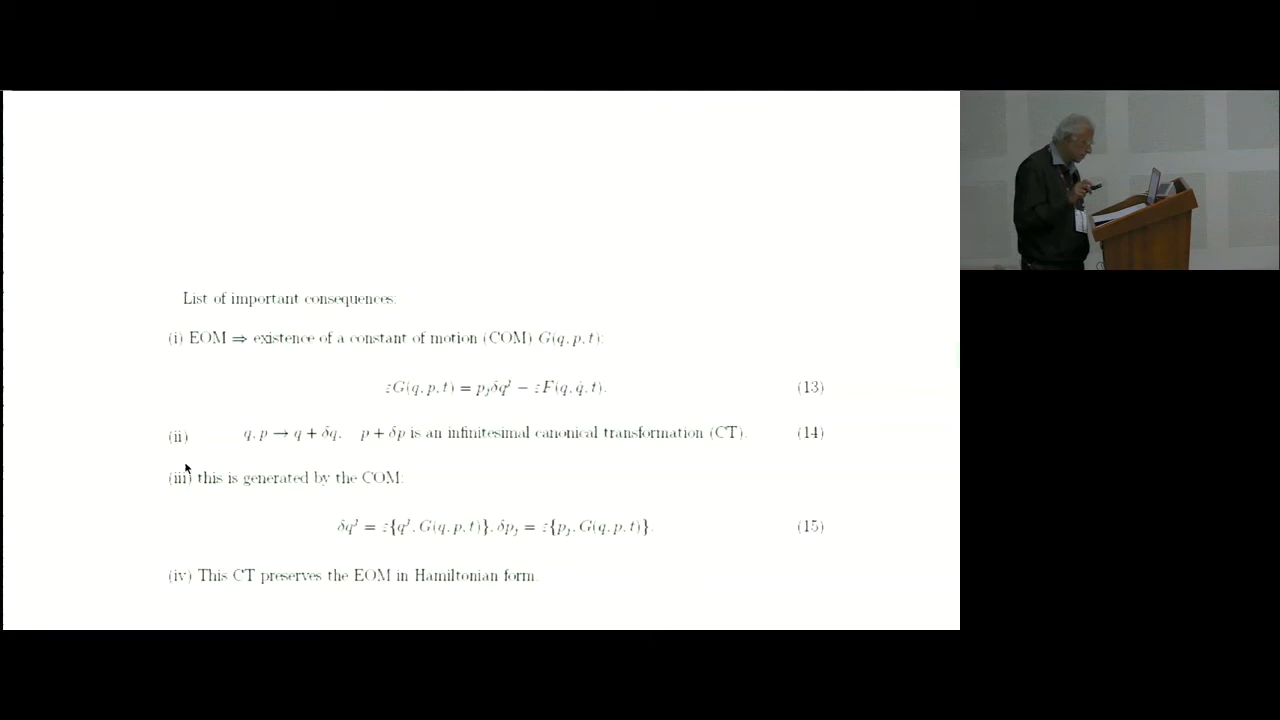 List of important consequences:
(i) EOM ⇒ existence of a constant of motion (COM) G(q, p, t):
εG(q, p, t) = p_j δq^j − εF(q, q̇, t). (13)
(ii) q, p → q + δq, p + δp is an infinitesimal canonical transformation (CT). (14)
(iii) this is generated by the COM:
δq^j = ε{q^j, G(q, p, t)}, δp_j = ε{p_j, G(q, p, t)}. (15)
(iv) This CT preserves the EOM in Hamiltonian form.